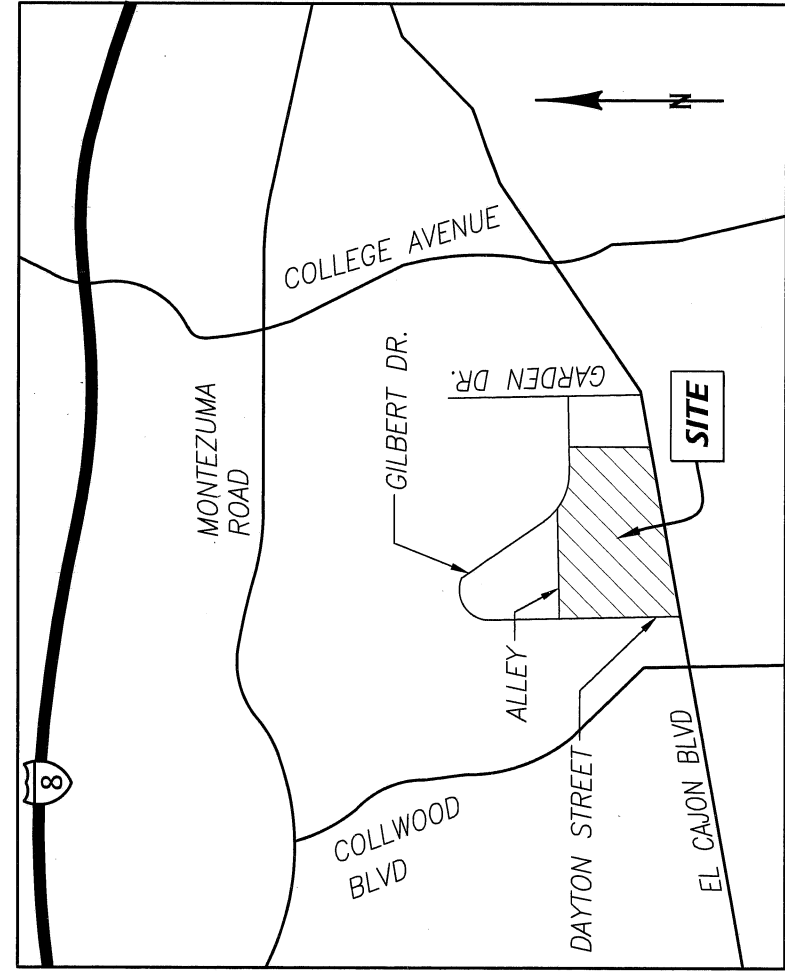 N
COLLEGE AVENUE
GARDEN DR.
GILBERT DR.
MONTEZUMA
ROAD
SITE
ALLEY
8
COLLWOOD
BLVD
DAYTON STREET
EL CAJON BLVD